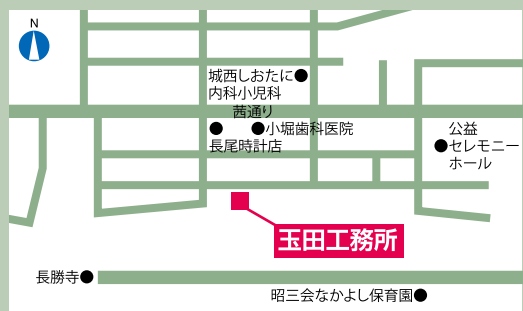 N
城西しおたに
内科小児科
茜通り
小堀歯科医院
長尾時計店
公益
セレモニー
ホール
玉田工務所
長勝寺
昭三会なかよし保育園